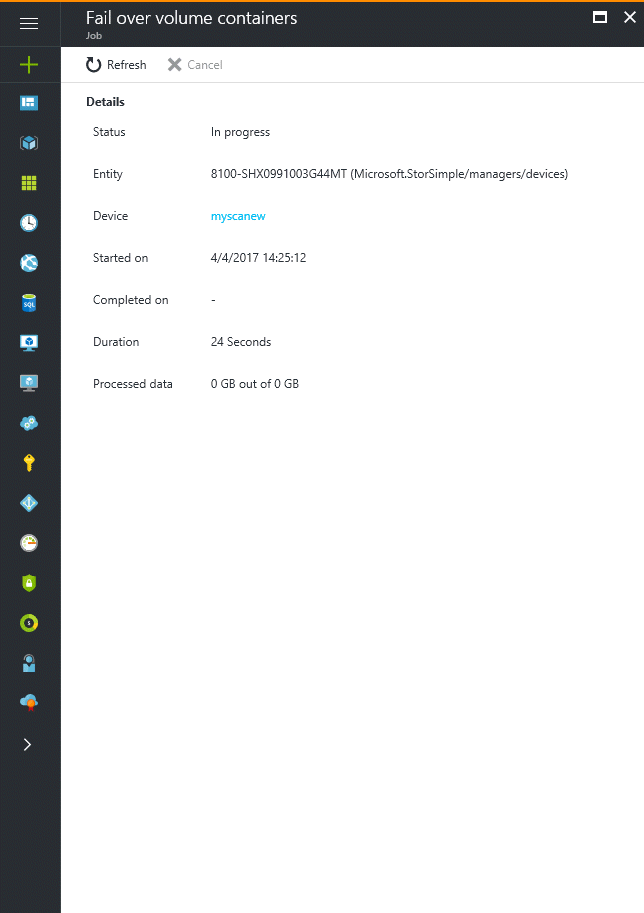 Fail over volume containers
Job
Refresh Cancel
Details
Status In progress
Entity 8100-SHX0991003G44MT (Microsoft.StorSimple/managers/devices)
Device myscanew
Started on 4/4/2017 14:25:12
Completed on -
Duration 24 Seconds
Processed data 0 GB out of 0 GB
SQL